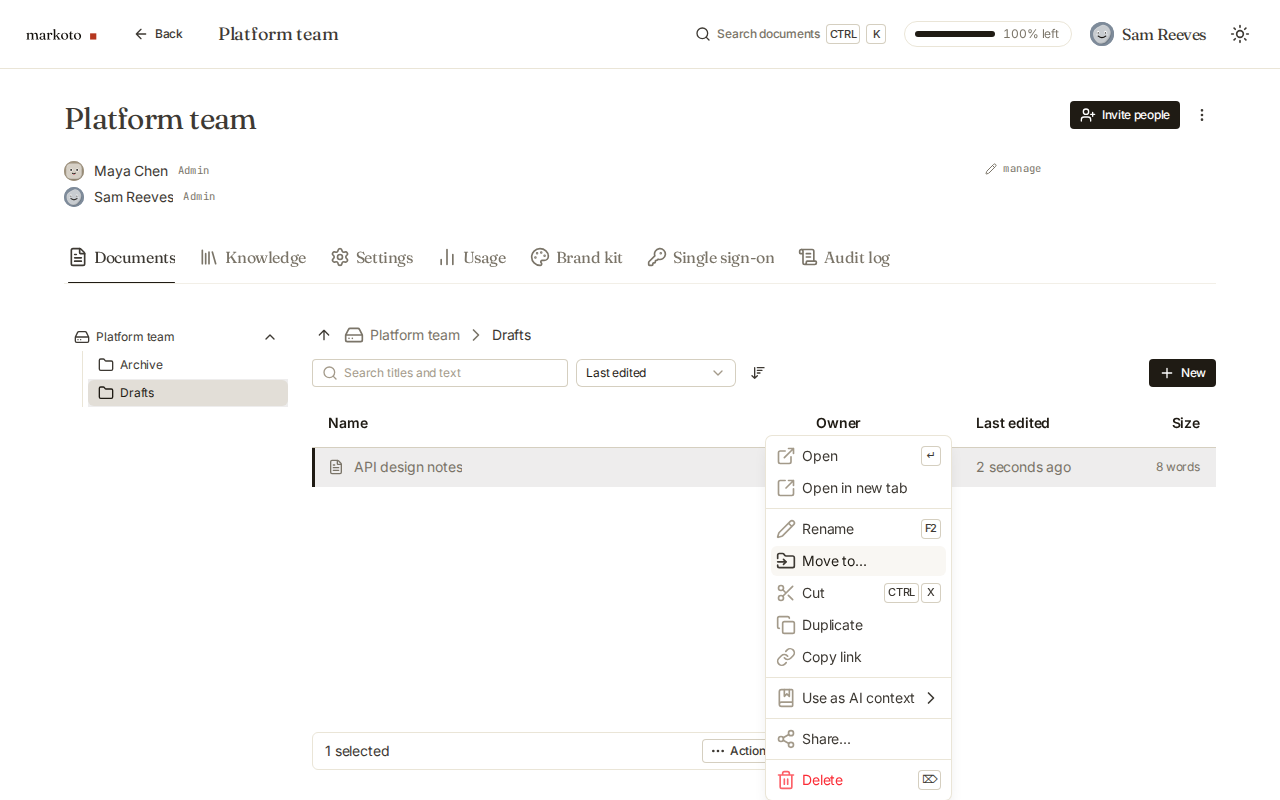 markoto
Back
Platform team
Search documents CTRL K
100% left
Sam Reeves
Platform team
Invite people
Maya Chen Admin
manage
Sam Reeves Admin
Documents Knowledge Settings Usage Brand kit Single sign-on Audit log
Platform team
Archive
Drafts
Platform team Drafts
Search titles and text
Last edited
New
Name Owner Last edited Size
API design notes 2 seconds ago 8 words
Open ↵
Open in new tab
Rename F2
Move to...
Cut CTRL X
Duplicate
Copy link
Use as AI context
Share...
Delete ⌦
1 selected
Action